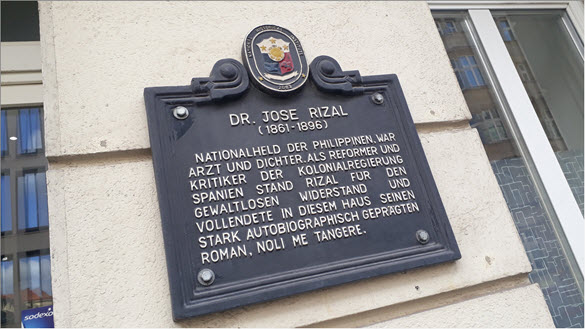 DR. JOSE RIZAL
(1861-1896)
NATIONALHELD DER PHILIPPINEN. WAR
ARZT UND DICHTER. ALS REFORMER UND
KRITIKER DER KOLONIALREGIERUNG
SPANIEN STAND RIZAL FÜR DEN
GEWALTLOSEN WIDERSTAND UND
VOLLENDETE IN DIESEM HAUS SEINEN
STARK AUTOBIOGRAPHISCH GEPRÄGTEN
ROMAN, NOLI ME TANGERE.
sodexo